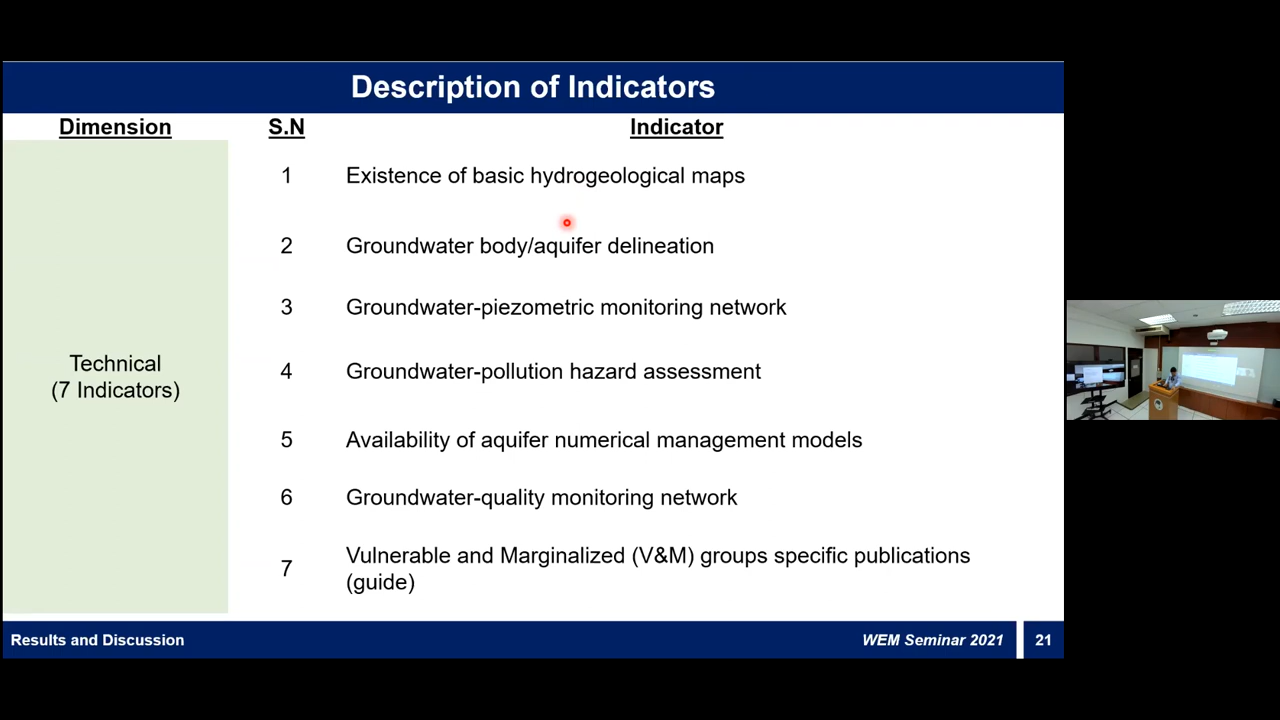 Description of Indicators
Dimension S.N Indicator
1 Existence of basic hydrogeological maps
2 Groundwater body/aquifer delineation
3 Groundwater-piezometric monitoring network
Technical
(7 Indicators)
4 Groundwater-pollution hazard assessment
5 Availability of aquifer numerical management models
6 Groundwater-quality monitoring network
7 Vulnerable and Marginalized (V&M) groups specific publications
(guide)
Results and Discussion WEM Seminar 2021 21